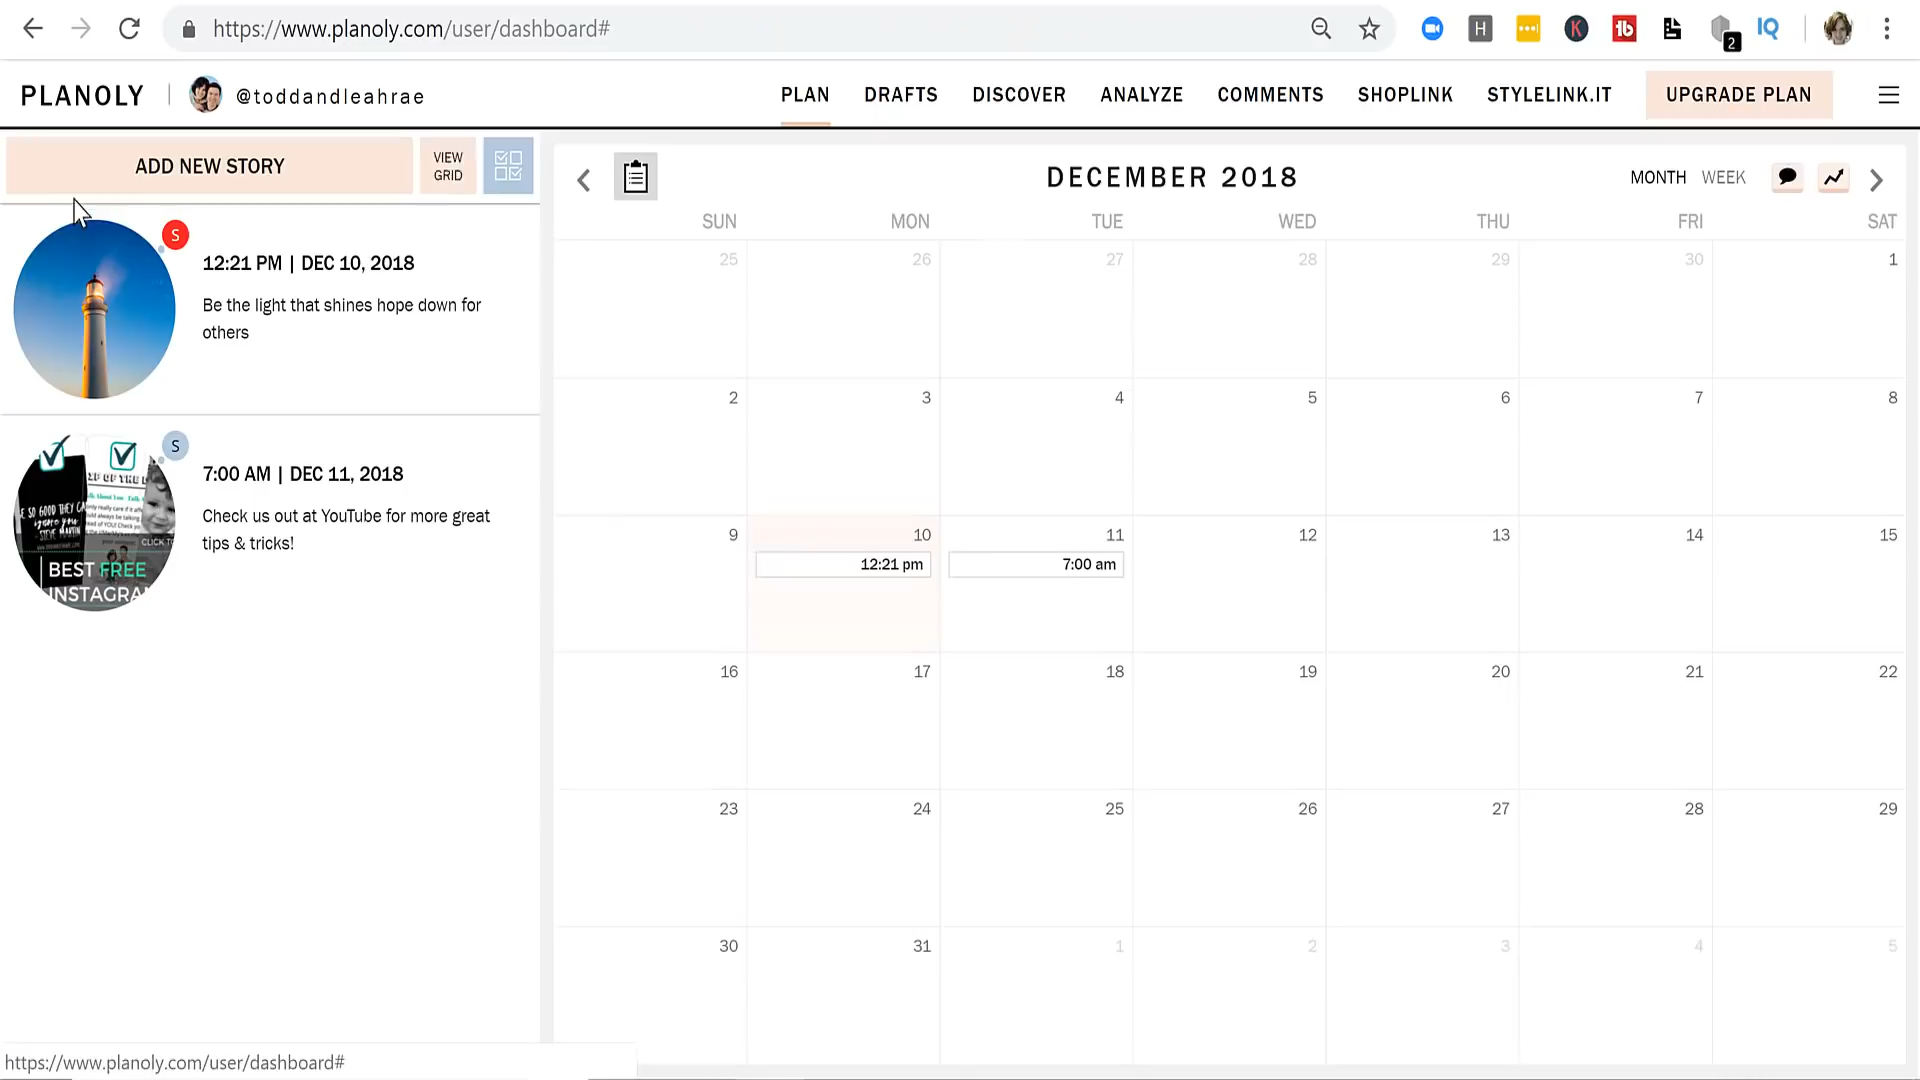 https://www.planoly.com/user/dashboard#
H
K
tb
2
IQ
PLANOLY
@toddandleahrae
PLAN
DRAFTS
DISCOVER
ANALYZE
COMMENTS
SHOPLINK
STYLELINK.IT
UPGRADE PLAN
ADD NEW STORY
VIEW
GRID
S
12:21 PM | DEC 10, 2018
Be the light that shines hope down for
others
S
7:00 AM | DEC 11, 2018
Check us out at YouTube for more great
tips & tricks!
BEST FREE
INSTAGRA
DECEMBER 2018
MONTH WEEK
SUN MON TUE WED THU FRI SAT
25 26 27 28 29 30 1
2 3 4 5 6 7 8
9 10 11 12 13 14 15
12:21 pm 7:00 am
16 17 18 19 20 21 22
23 24 25 26 27 28 29
30 31 1 2 3 4 5
https://www.planoly.com/user/dashboard#